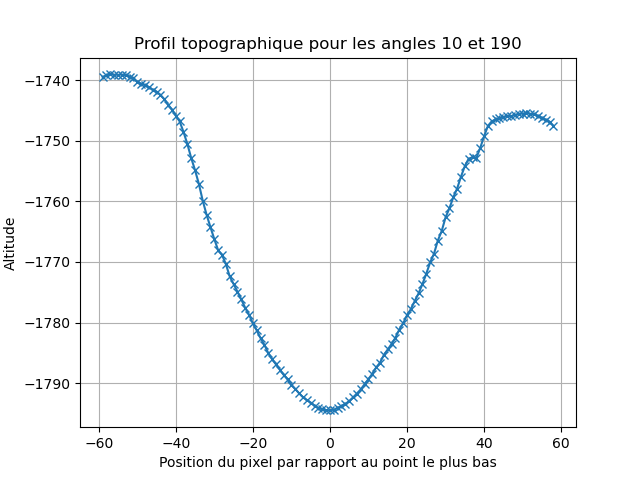 Profil topographique pour les angles 10 et 190
Altitude
−1740
−1750
−1760
−1770
−1780
−1790
−60 −40 −20 0 20 40 60
Position du pixel par rapport au point le plus bas